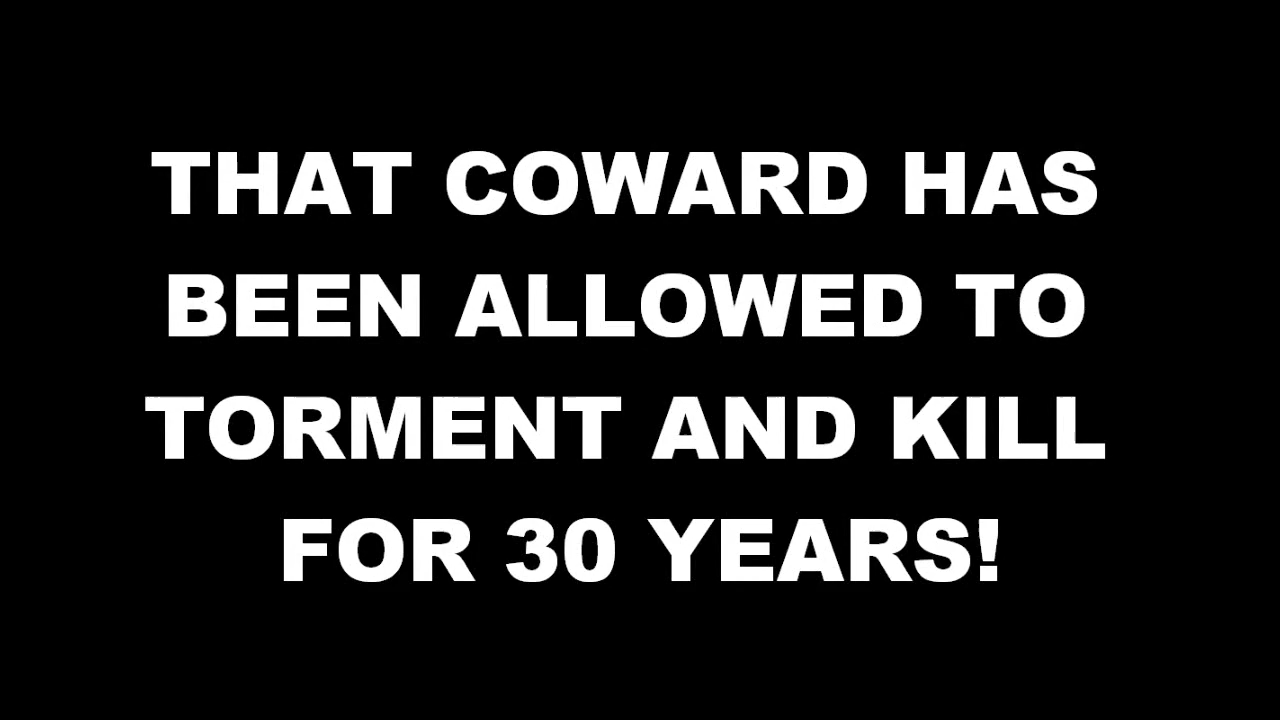 THAT COWARD HAS
BEEN ALLOWED TO
TORMENT AND KILL
FOR 30 YEARS!